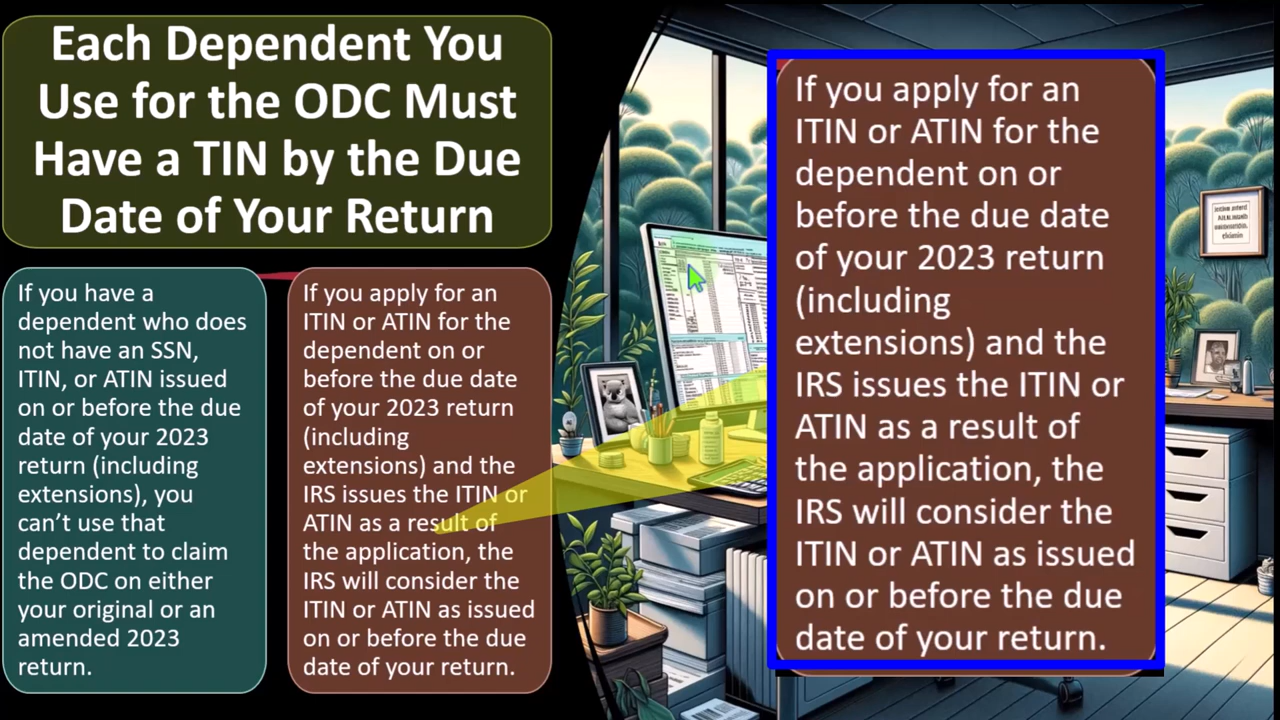 Each Dependent You
Use for the ODC Must
Have a TIN by the Due
Date of Your Return
If you have a
dependent who does
not have an SSN,
ITIN, or ATIN issued
on or before the due
date of your 2023
return (including
extensions), you
can’t use that
dependent to claim
the ODC on either
your original or an
amended 2023
return.
If you apply for an
ITIN or ATIN for the
dependent on or
before the due date
of your 2023 return
(including
extensions) and the
IRS issues the ITIN or
ATIN as a result of
the application, the
IRS will consider the
ITIN or ATIN as issued
on or before the due
date of your return.
If you apply for an
ITIN or ATIN for the
dependent on or
before the due date
of your 2023 return
(including
extensions) and the
IRS issues the ITIN or
ATIN as a result of
the application, the
IRS will consider the
ITIN or ATIN as issued
on or before the due
date of your return.